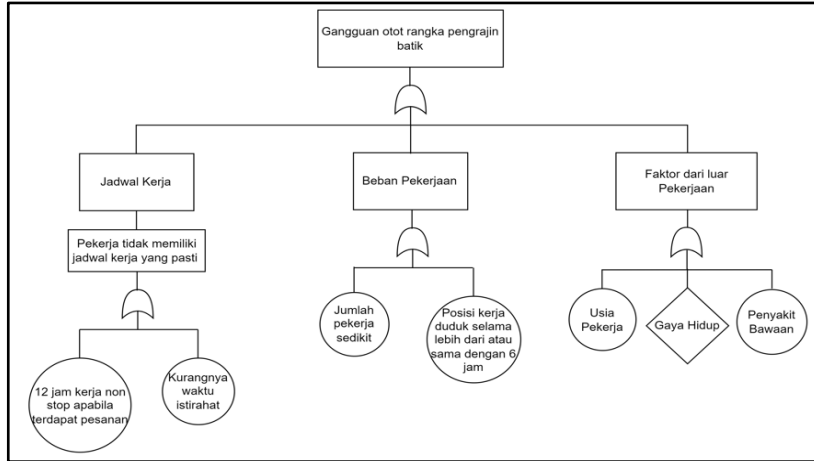 Gangguan otot rangka pengrajin
batik
Jadwal Kerja
Beban Pekerjaan
Faktor dari luar
Pekerjaan
Pekerja tidak memiliki
jadwal kerja yang pasti
12 jam kerja non
stop apabila
terdapat pesanan
Kurangnya
waktu
istirahat
Jumlah
pekerja
sedikit
Posisi kerja
duduk selama
lebih dari atau
sama dengan 6
jam
Usia
Pekerja
Gaya Hidup
Penyakit
Bawaan